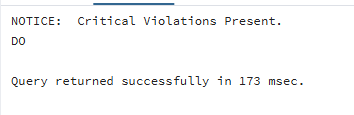 NOTICE:  Critical Violations Present.
DO
Query returned successfully in 173 msec.